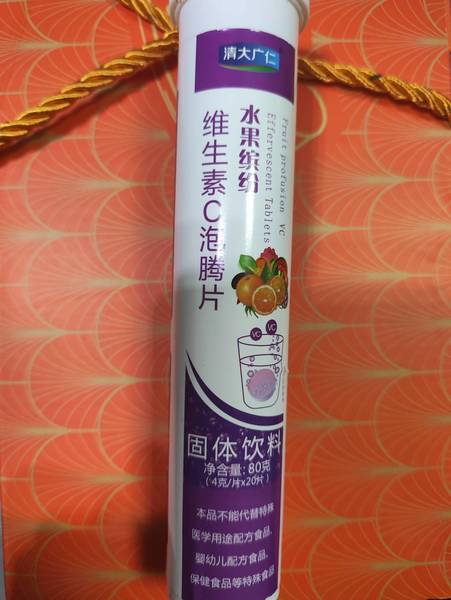 清大广仁
水果缤纷
Fruit profusion VC
Effervescent Tablets
维生素C泡腾片
VC
VC
固体饮料
净含量:80克
(4克/片x20片)
本品不能代替特殊
医学用途配方食品、
婴幼儿配方食品、
保健食品等特殊食品